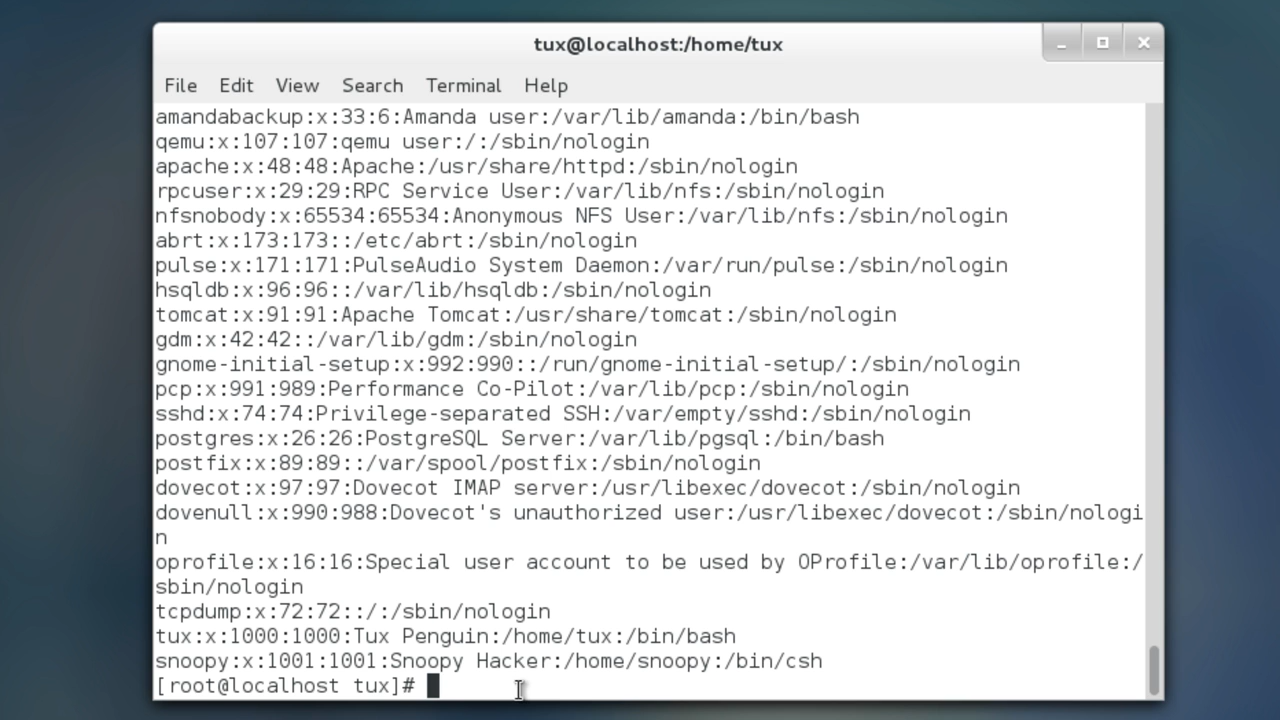 tux@localhost:/home/tux
File Edit View Search Terminal Help
amandabackup:x:33:6:Amanda user:/var/lib/amanda:/bin/bash
qemu:x:107:107:qemu user:/:/sbin/nologin
apache:x:48:48:Apache:/usr/share/httpd:/sbin/nologin
rpcuser:x:29:29:RPC Service User:/var/lib/nfs:/sbin/nologin
nfsnobody:x:65534:65534:Anonymous NFS User:/var/lib/nfs:/sbin/nologin
abrt:x:173:173::/etc/abrt:/sbin/nologin
pulse:x:171:171:PulseAudio System Daemon:/var/run/pulse:/sbin/nologin
hsqldb:x:96:96::/var/lib/hsqldb:/sbin/nologin
tomcat:x:91:91:Apache Tomcat:/usr/share/tomcat:/sbin/nologin
gdm:x:42:42::/var/lib/gdm:/sbin/nologin
gnome-initial-setup:x:992:990::/run/gnome-initial-setup/:/sbin/nologin
pcp:x:991:989:Performance Co-Pilot:/var/lib/pcp:/sbin/nologin
sshd:x:74:74:Privilege-separated SSH:/var/empty/sshd:/sbin/nologin
postgres:x:26:26:PostgreSQL Server:/var/lib/pgsql:/bin/bash
postfix:x:89:89::/var/spool/postfix:/sbin/nologin
dovecot:x:97:97:Dovecot IMAP server:/usr/libexec/dovecot:/sbin/nologin
dovenull:x:990:988:Dovecot's unauthorized user:/usr/libexec/dovecot:/sbin/nologi
n
oprofile:x:16:16:Special user account to be used by OProfile:/var/lib/oprofile:/
sbin/nologin
tcpdump:x:72:72::/:/sbin/nologin
tux:x:1000:1000:Tux Penguin:/home/tux:/bin/bash
snoopy:x:1001:1001:Snoopy Hacker:/home/snoopy:/bin/csh
[root@localhost tux]#